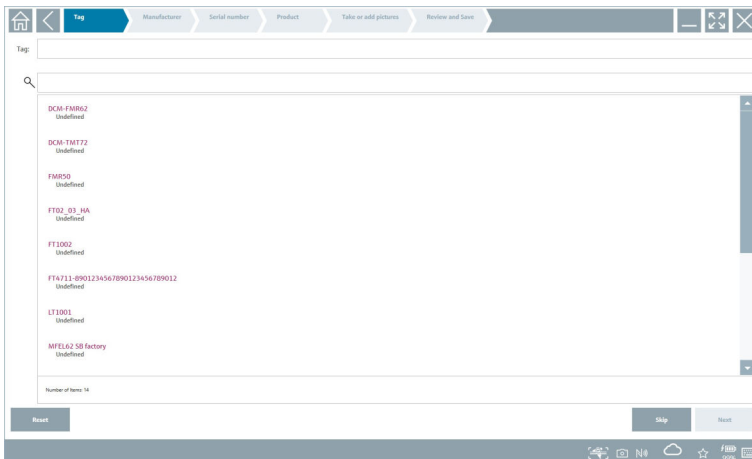 Tag
Manufacturer
Serial number
Product
Take or add pictures
Review and Save
Tag:
DCM-FMR62
Undefined
DCM-TMT72
Undefined
FMR50
Undefined
FT02_03_HA
Undefined
FT1002
Undefined
FT4711-8901234567890123456789012
Undefined
LT1001
Undefined
MFEL62 SB factory
Undefined
Number of Items: 14
Reset
Skip
Next